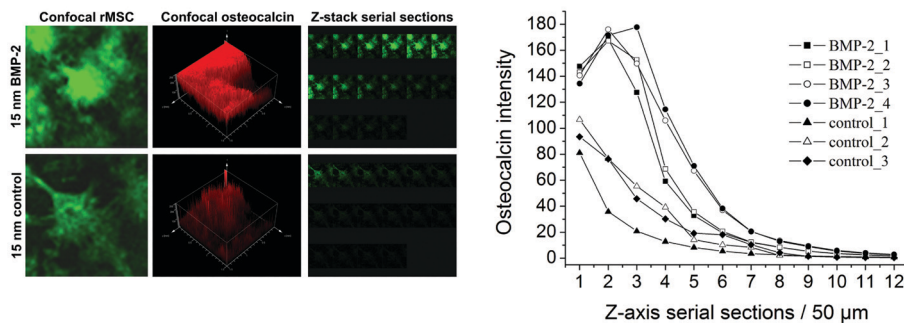 Confocal rMSC
Confocal osteocalcin
Z-stack serial sections
15 nm BMP-2
15 nm control
Osteocalcin intensity
180
160
140
120
100
80
60
40
20
0
BMP-2_1
BMP-2_2
BMP-2_3
BMP-2_4
control_1
control_2
control_3
1 2 3 4 5 6 7 8 9 10 11 12
Z-axis serial sections / 50 µm